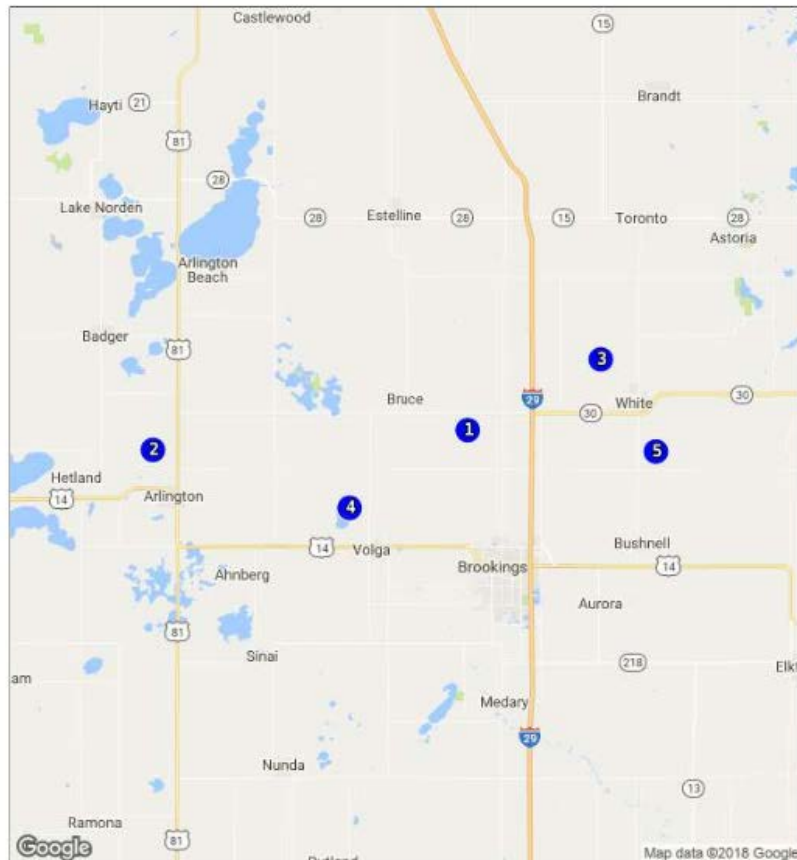 Castlewood
15
Brandt
Hayti
21
81
28
Lake Norden
Estelline
28
28
15
Toronto
28
Astoria
Arlington
Beach
Badger
81
3
29
White
30
Bruce
30
1
2
5
Hetland
14
Arlington
4
14
Volga
Bushnell
14
Brookings
Ahnberg
Aurora
81
Sinai
218
am
Medary
29
Nunda
13
Ramona
81
Google
Map data ©2018 Google